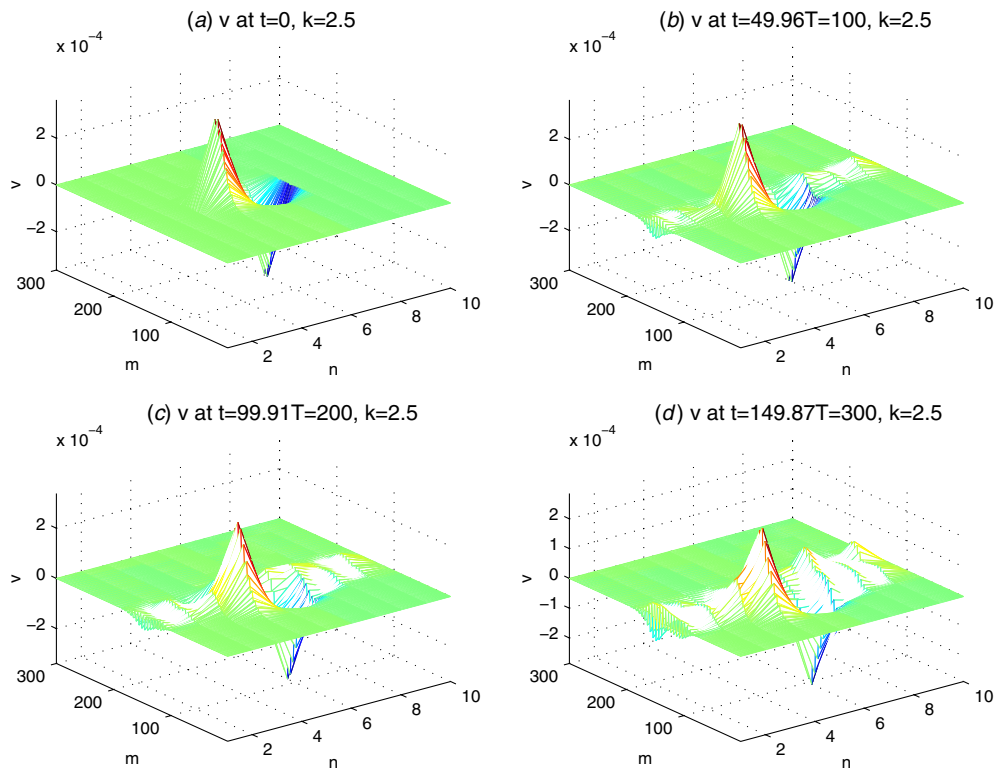 (a) v at t=0, k=2.5
x 10⁻⁴
2
0
−2
v
300
200
100
m
2
4
6
8
10
n
(b) v at t=49.96T=100, k=2.5
x 10⁻⁴
2
0
−2
v
300
200
100
m
2
4
6
8
10
n
(c) v at t=99.91T=200, k=2.5
x 10⁻⁴
2
0
−2
v
300
200
100
m
2
4
6
8
10
n
(d) v at t=149.87T=300, k=2.5
x 10⁻⁴
2
1
0
−1
−2
v
300
200
100
m
2
4
6
8
10
n